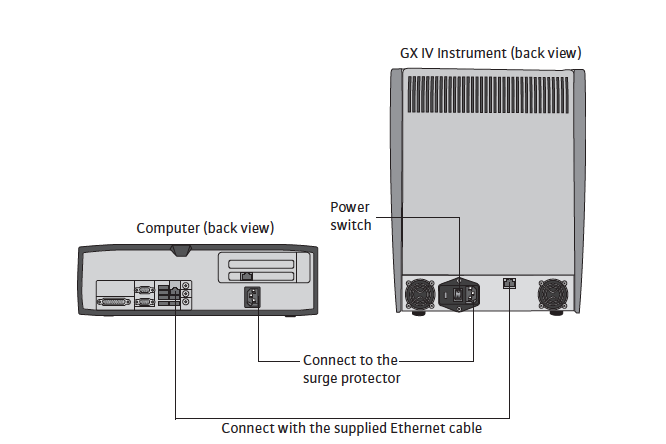 GX IV Instrument (back view)
Power
switch
Computer (back view)
Connect to the
surge protector
Connect with the supplied Ethernet cable